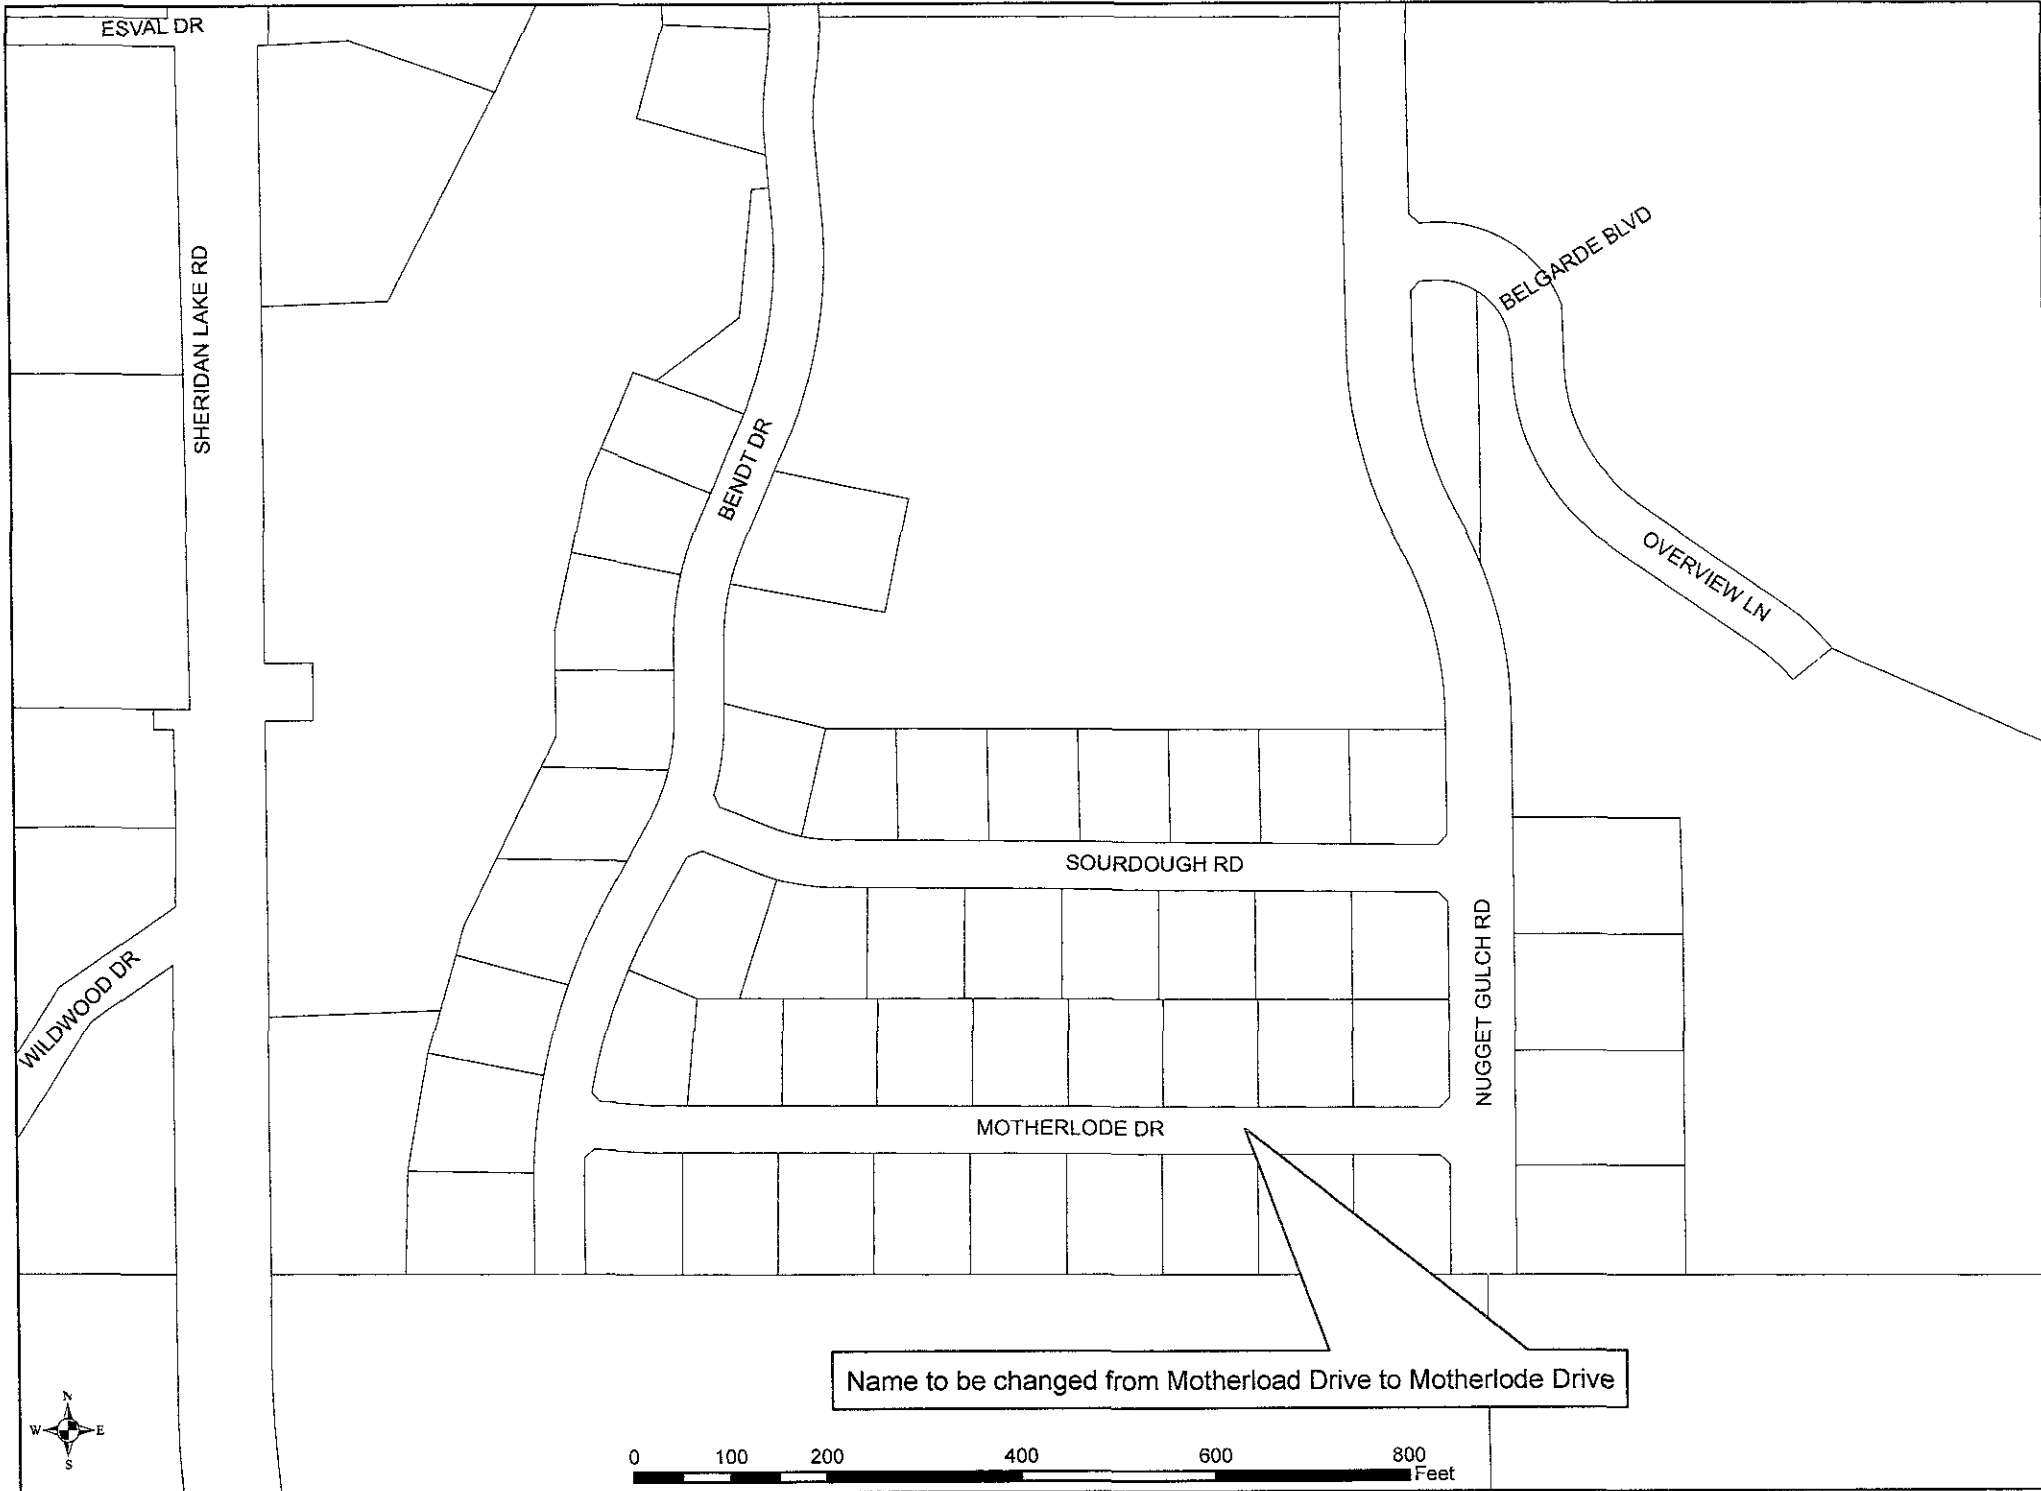 ESVAL DR
SHERIDAN LAKE RD
BELGARDE BLVD
BENDT DR
OVERVIEW LN
SOURDOUGH RD
NUGGET GULCH RD
WILDWOOD DR
MOTHERLODE DR
Name to be changed from Motherload Drive to Motherlode Drive
N
W E
S
0 100 200 400 600 800
Feet